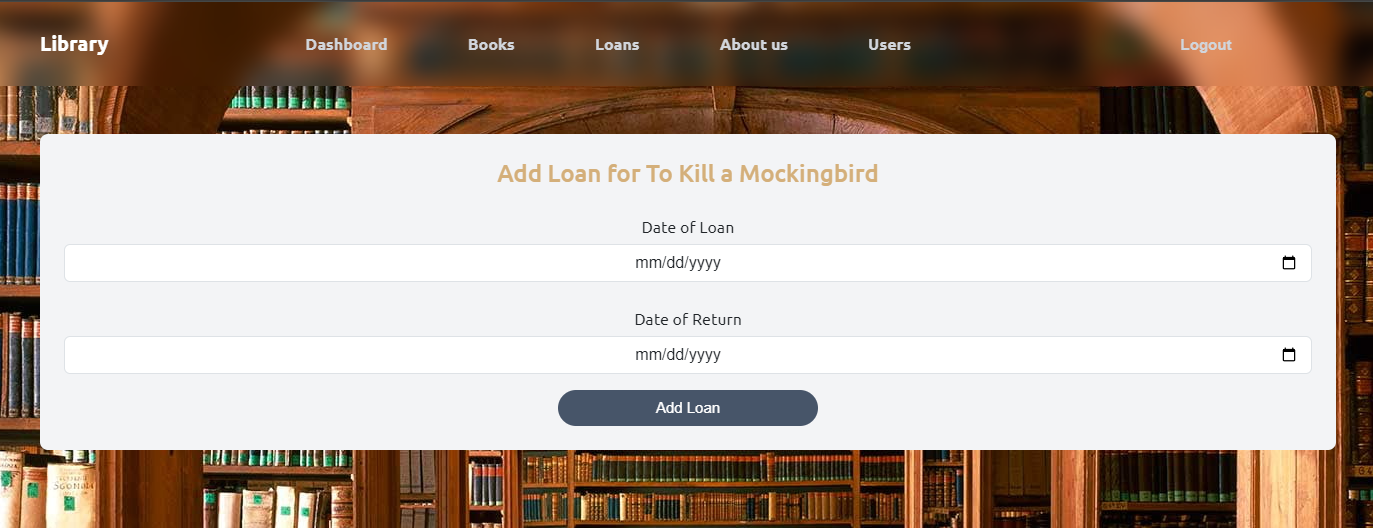 Library Dashboard Books Loans About us Users Logout
Add Loan for To Kill a Mockingbird
Date of Loan
mm/dd/yyyy
Date of Return
mm/dd/yyyy
Add Loan